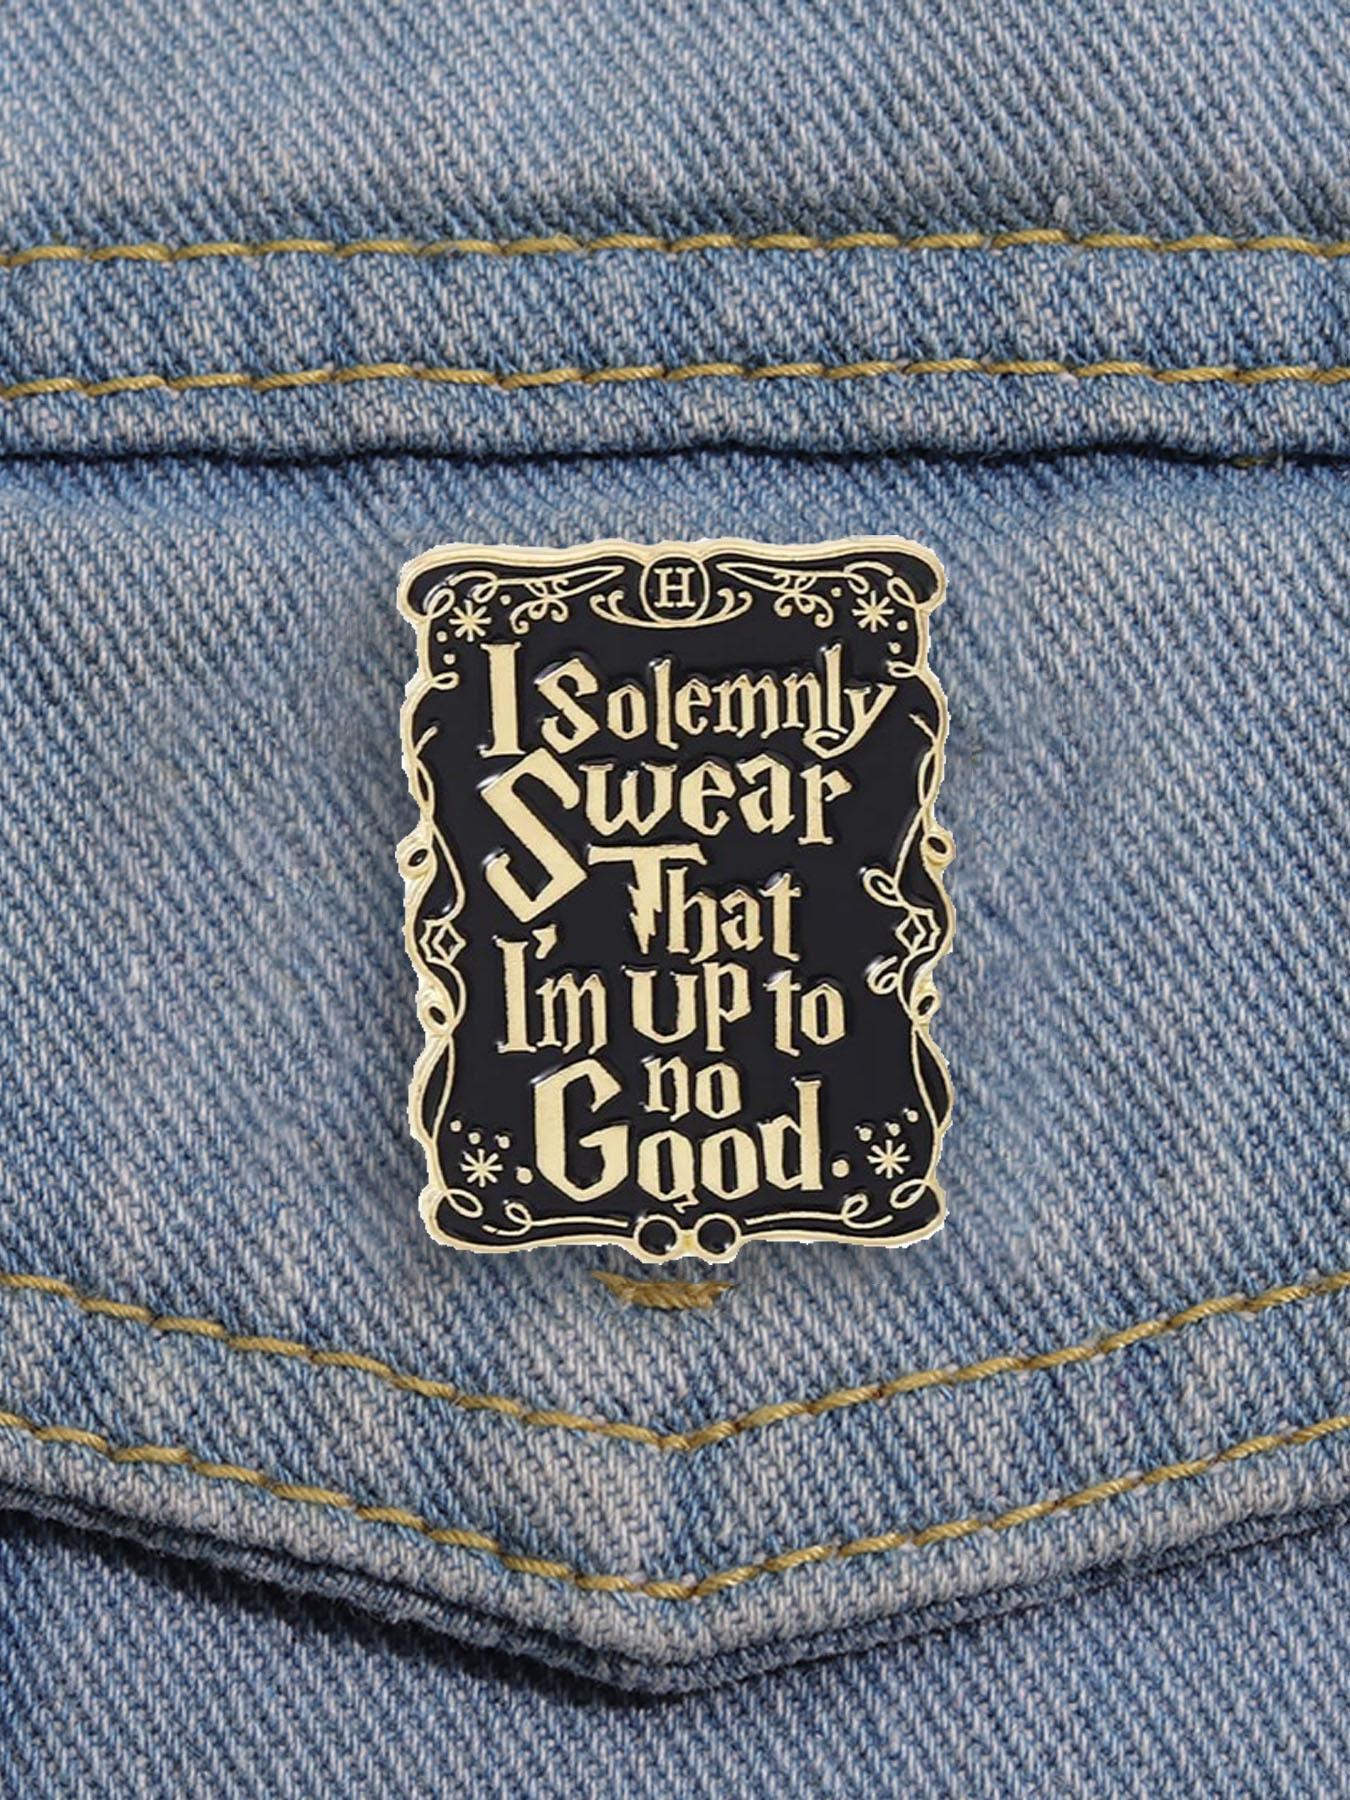 H
I Solemnly
Swear
That
I'm up to
no
Good.